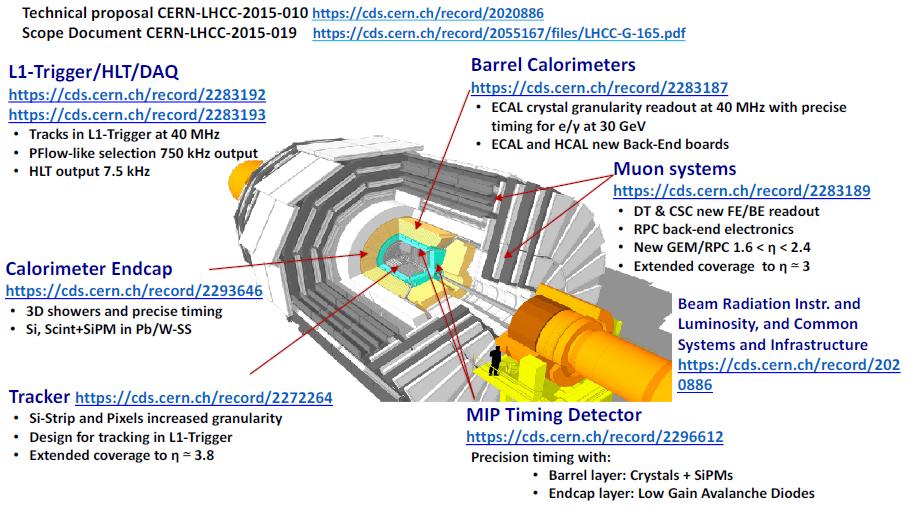 Technical proposal CERN-LHCC-2015-010 https://cds.cern.ch/record/2020886
Scope Document CERN-LHCC-2015-019 https://cds.cern.ch/record/2055167/files/LHCC-G-165.pdf
L1-Trigger/HLT/DAQ
https://cds.cern.ch/record/2283192
https://cds.cern.ch/record/2283193
• Tracks in L1-Trigger at 40 MHz
• PFlow-like selection 750 kHz output
• HLT output 7.5 kHz
Barrel Calorimeters
https://cds.cern.ch/record/2283187
• ECAL crystal granularity readout at 40 MHz with precise
timing for e/γ at 30 GeV
• ECAL and HCAL new Back-End boards
Muon systems
https://cds.cern.ch/record/2283189
• DT & CSC new FE/BE readout
• RPC back-end electronics
• New GEM/RPC 1.6 < η < 2.4
• Extended coverage to η ≃ 3
Calorimeter Endcap
https://cds.cern.ch/record/2293646
• 3D showers and precise timing
• Si, Scint+SiPM in Pb/W-SS
Beam Radiation Instr. and
Luminosity, and Common
Systems and Infrastructure
https://cds.cern.ch/record/202
0886
Tracker https://cds.cern.ch/record/2272264
• Si-Strip and Pixels increased granularity
• Design for tracking in L1-Trigger
• Extended coverage to η ≃ 3.8
MIP Timing Detector
https://cds.cern.ch/record/2296612
Precision timing with:
• Barrel layer: Crystals + SiPMs
• Endcap layer: Low Gain Avalanche Diodes